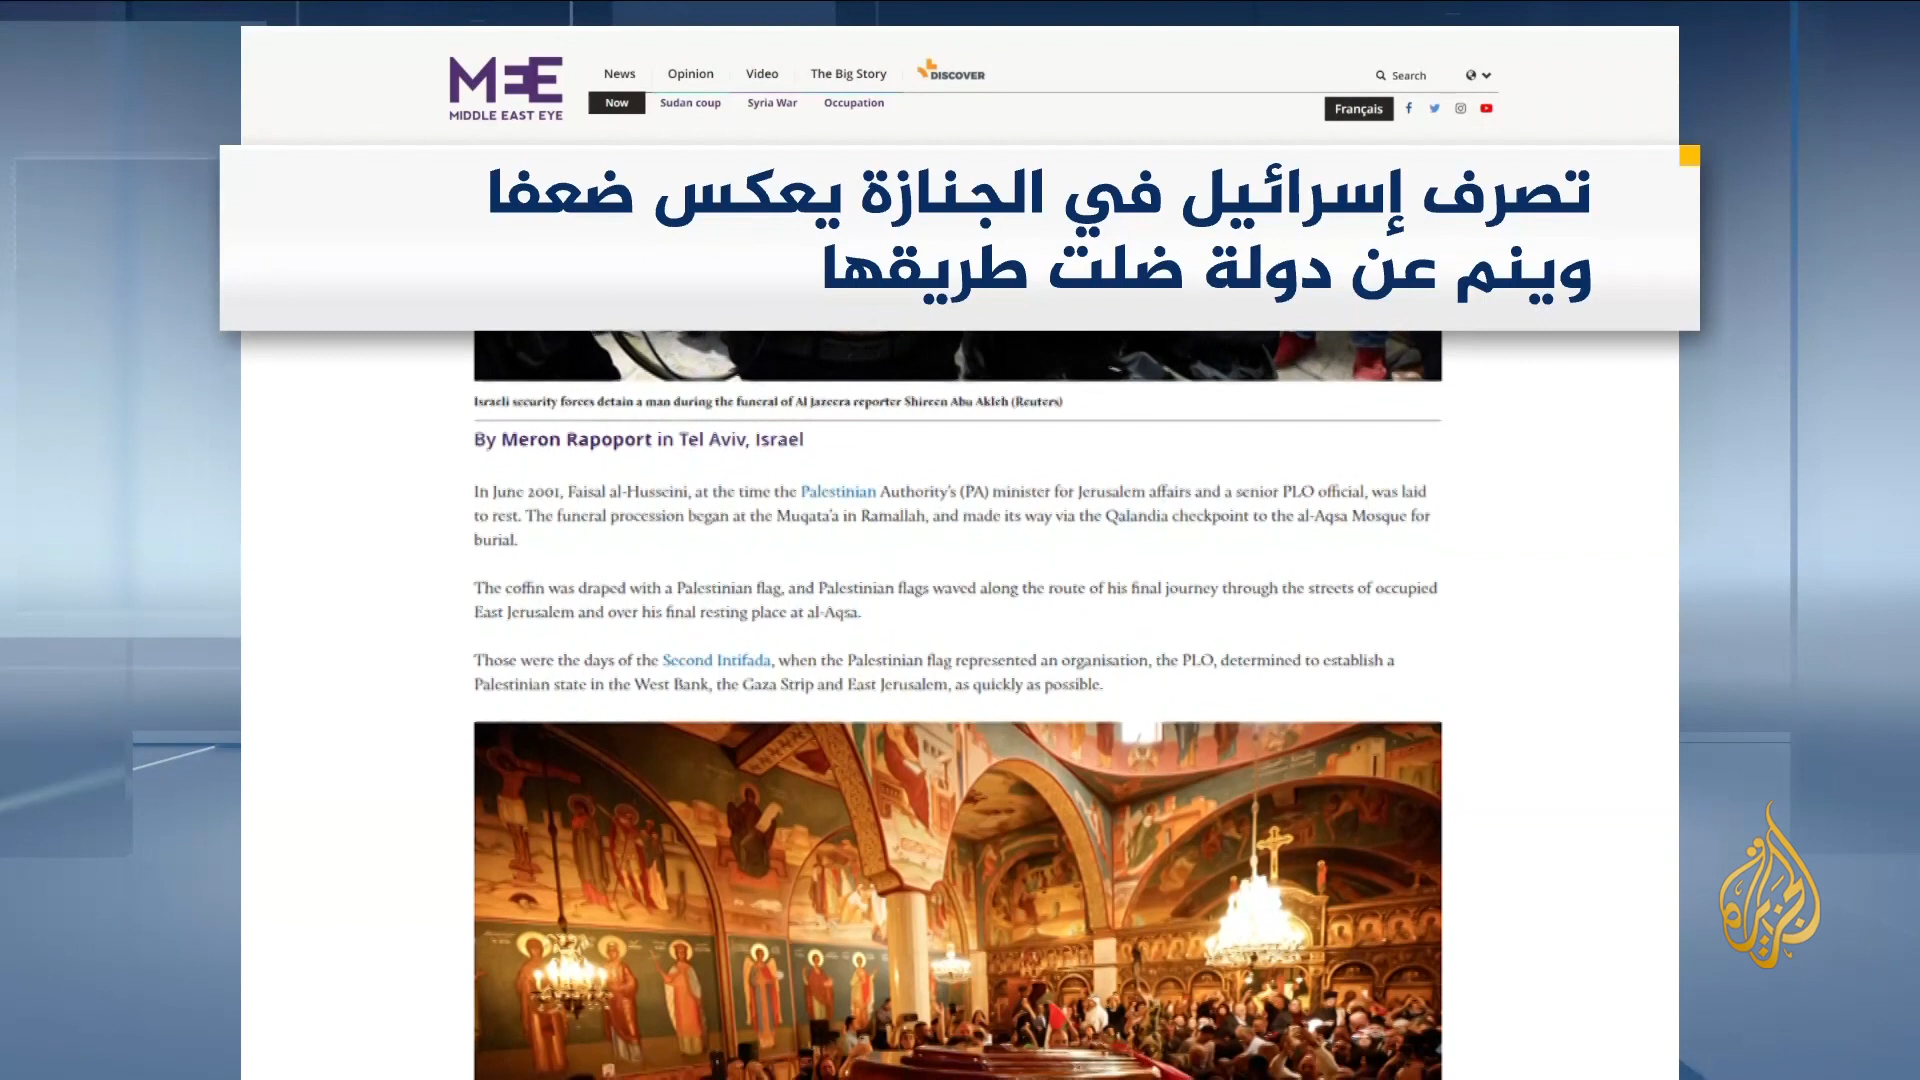 MEE
MIDDLE EAST EYE
News Opinion Video The Big Story DISCOVER
Search
Now Sudan coup Syria War Occupation
Français
تصرف إسرائيل في الجنازة يعكس ضعفا
وينم عن دولة ضلت طريقها
Israeli security forces detain a man during the funeral of Al Jazeera reporter Shireen Abu Akleh (Reuters)
By Meron Rapoport in Tel Aviv, Israel
In June 2001, Faisal al-Husseini, at the time the Palestinian Authority's (PA) minister for Jerusalem affairs and a senior PLO official, was laid
to rest. The funeral procession began at the Muqata'a in Ramallah, and made its way via the Qalandia checkpoint to the al-Aqsa Mosque for
burial.
The coffin was draped with a Palestinian flag, and Palestinian flags waved along the route of his final journey through the streets of occupied
East Jerusalem and over his final resting place at al-Aqsa.
Those were the days of the Second Intifada, when the Palestinian flag represented an organisation, the PLO, determined to establish a
Palestinian state in the West Bank, the Gaza Strip and East Jerusalem, as quickly as possible.
الجزيرة